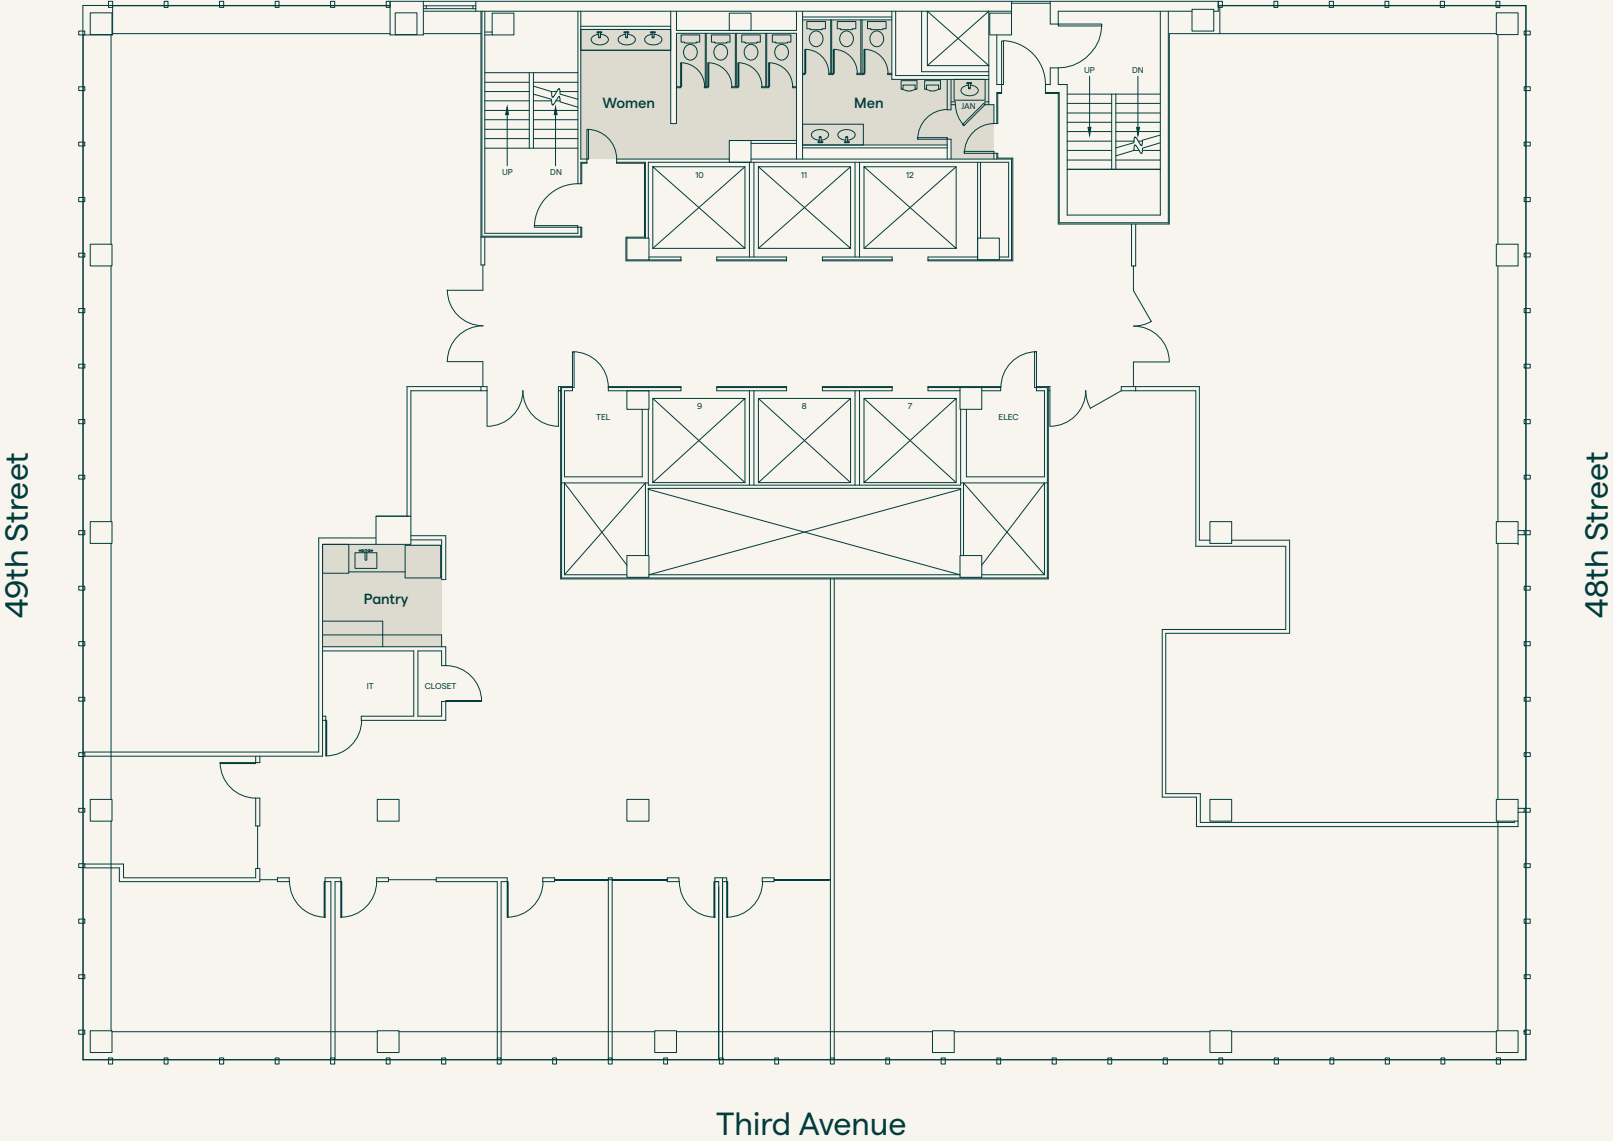 UP
DN
Women
Men
JAN
UP
DN
10
11
12
TEL
9
8
7
ELEC
49th Street
48th Street
Pantry
IT
CLOSET
Third Avenue